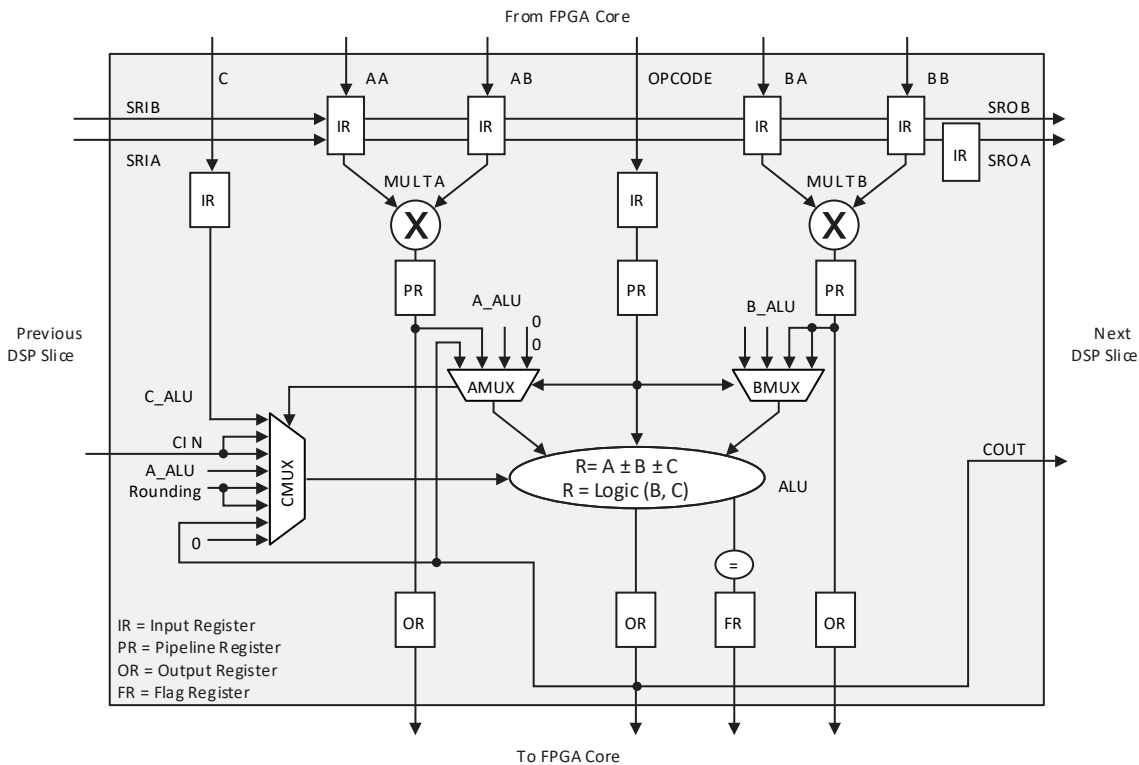 From FPGA Core
C
AA
AB
OPCODE
BA
BB
SRIB
SROB
IR
IR
IR
IR
SRIA
IR
SROA
MULTA
MULTB
IR
IR
X
X
PR
PR
PR
A_ALU
B_ALU
0
0
Previous
DSP Slice
Next
DSP Slice
AMUX
BMUX
C_ALU
CIN
COUT
A_ALU
Rounding
CMUX
R= A ± B ± C
R = Logic (B, C)
ALU
0
=
OR
OR
FR
OR
IR = Input Register
PR = Pipeline Register
OR = Output Register
FR = Flag Register
To FPGA Core